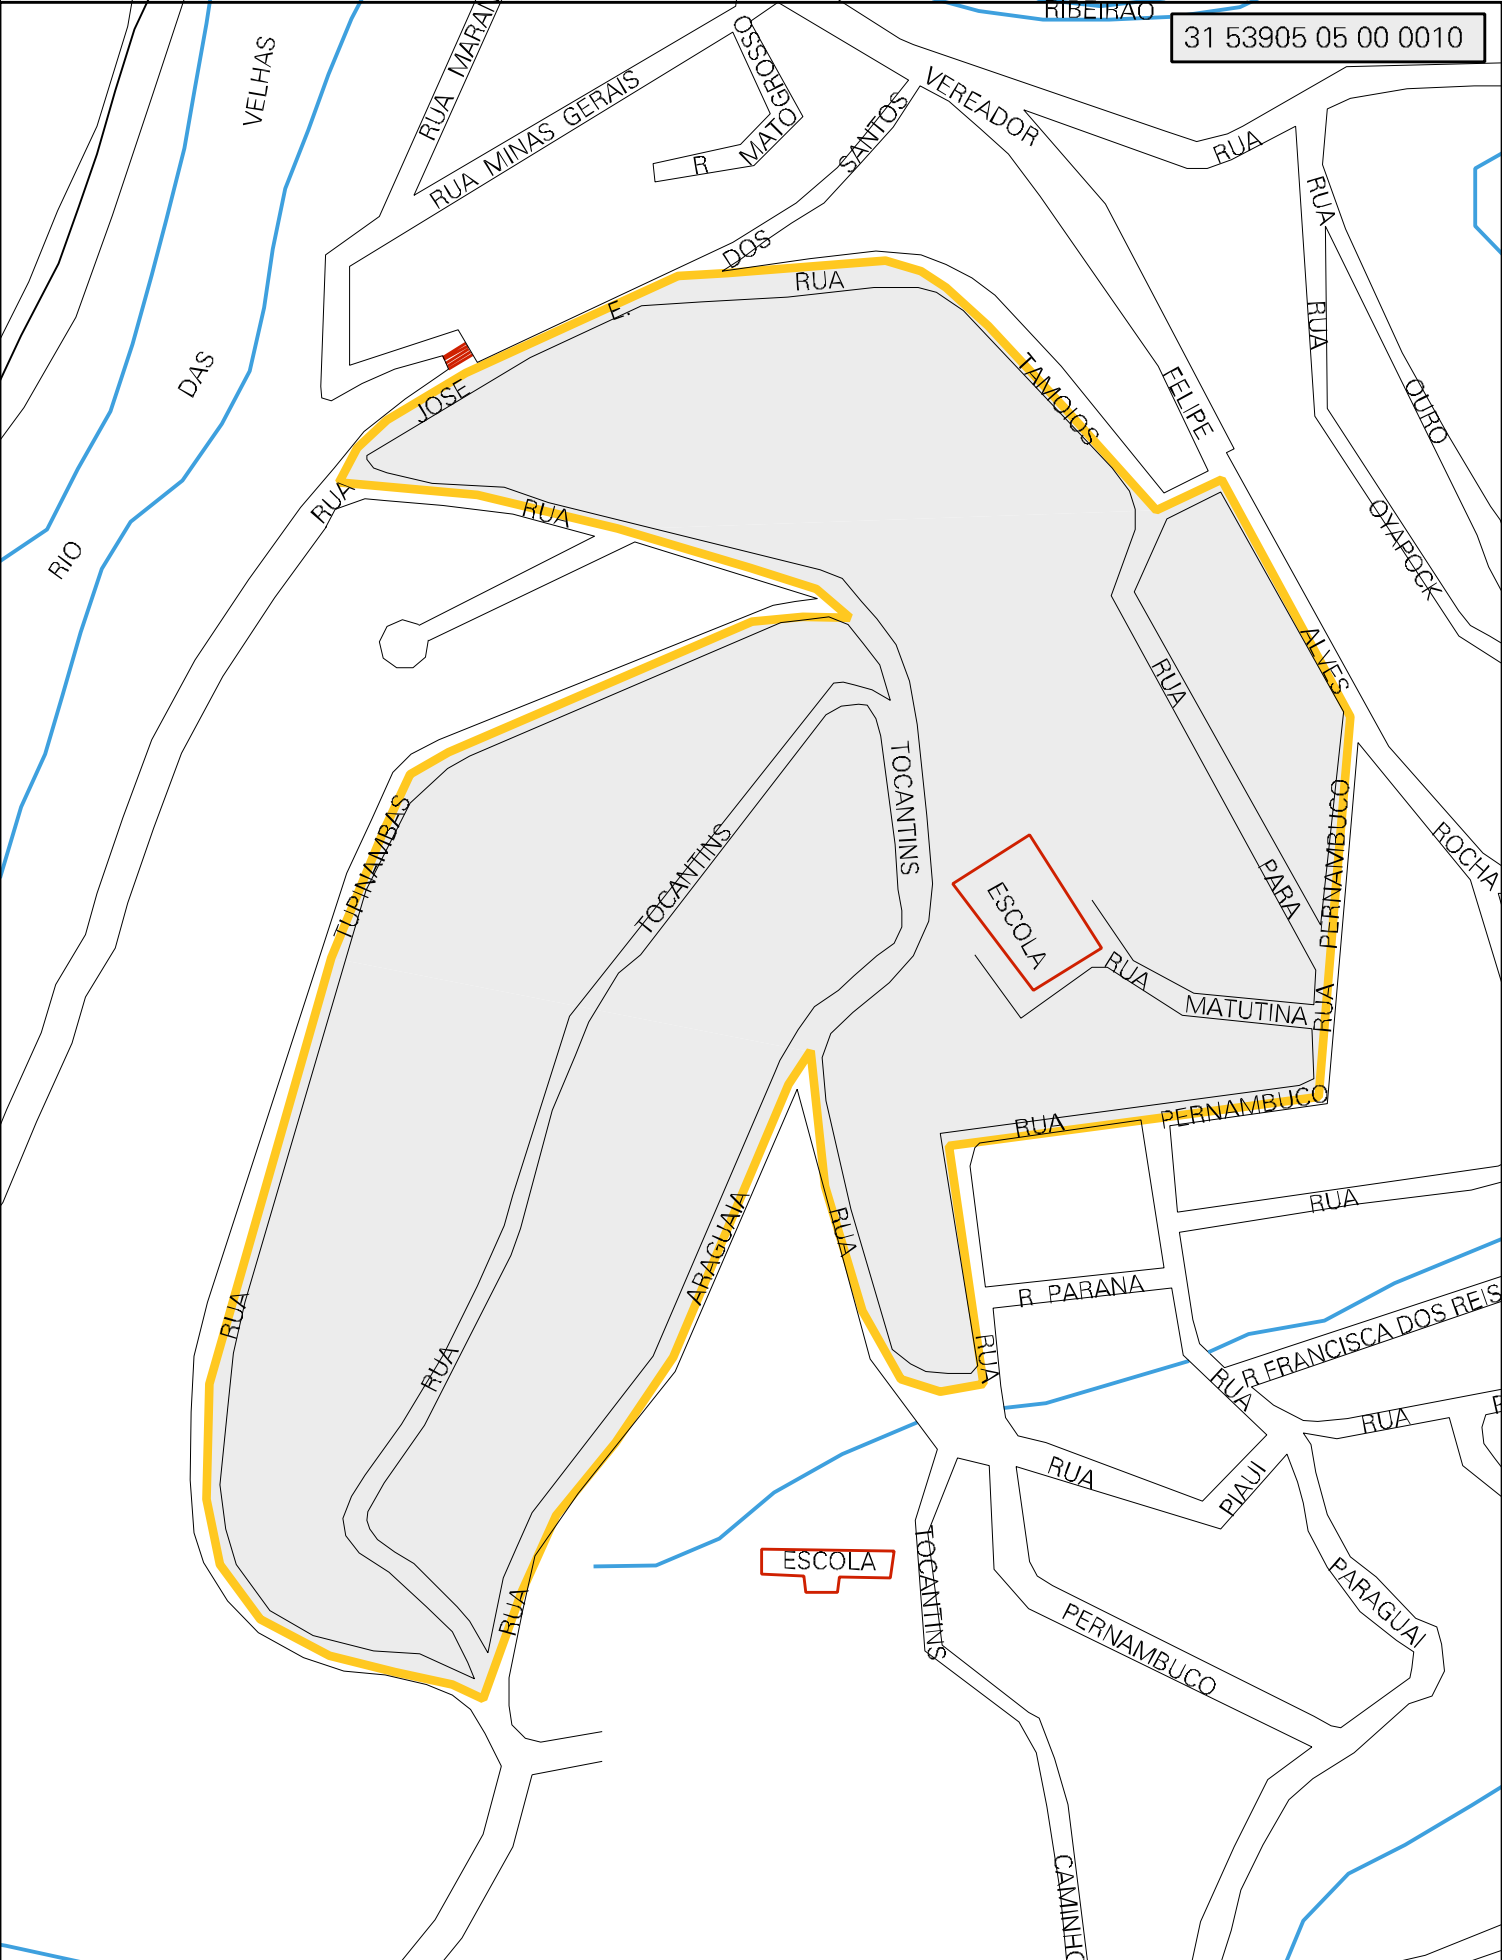 RIBEIRAO
31 53905 05 00 0010
RUA MARAN
VELHAS
RUA MINAS GERAIS
MATO GROSSO
R
SANTOS
VEREADOR
RUA
RUA
DOS
RUA
E.
RUA
DAS
JOSE
TAMOIOS
FELIPE
OURO
RUA
RUA
OYAPOCK
RIO
ALVES
RUA
TOCANTINS
PERNAMBUCO
TUPINAMBAS
TOCANTINS
ROCHA
PARA
ESCOLA
RUA
MATUTINA
RUA
RUA
PERNAMBUCO
RUA
ARAGUAIA
RUA
R PARANA
RUA
RUA
RUA
R FRANCISCA DOS REIS
RUA
RUA
RUA
PIAUI
ESCOLA
TOCANTINS
RUA
PARAGUAI
PERNAMBUCO
CAMINHO